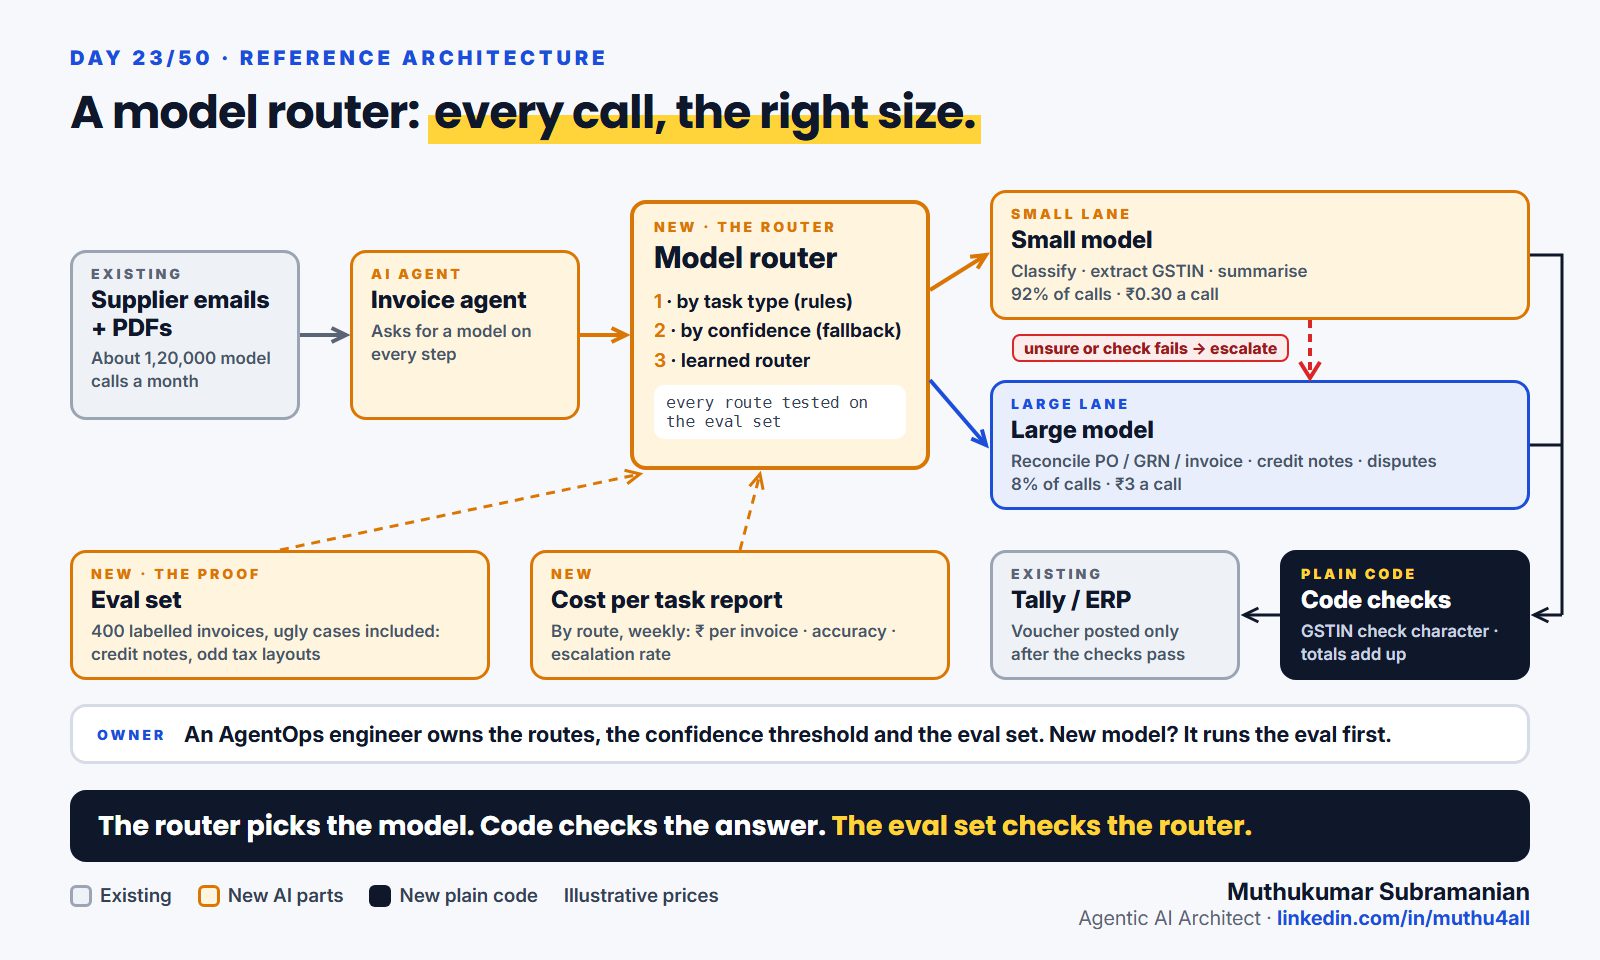 DAY 23/50 · REFERENCE ARCHITECTURE
A model router: every call, the right size.
EXISTING
Supplier emails
+ PDFs
About 1,20,000 model
calls a month
AI AGENT
Invoice agent
Asks for a model on
every step
NEW · THE ROUTER
Model router
1 · by task type (rules)
2 · by confidence (fallback)
3 · learned router
every route tested on
the eval set
SMALL LANE
Small model
Classify · extract GSTIN · summarise
92% of calls · ₹0.30 a call
unsure or check fails → escalate
LARGE LANE
Large model
Reconcile PO / GRN / invoice · credit notes · disputes
8% of calls · ₹3 a call
NEW · THE PROOF
Eval set
400 labelled invoices, ugly cases included:
credit notes, odd tax layouts
NEW
Cost per task report
By route, weekly: ₹ per invoice · accuracy ·
escalation rate
EXISTING
Tally / ERP
Voucher posted only
after the checks pass
PLAIN CODE
Code checks
GSTIN check character ·
totals add up
OWNER An AgentOps engineer owns the routes, the confidence threshold and the eval set. New model? It runs the eval first.
The router picks the model. Code checks the answer. The eval set checks the router.
Existing New AI parts New plain code Illustrative prices
Muthukumar Subramanian
Agentic AI Architect · linkedin.com/in/muthu4all